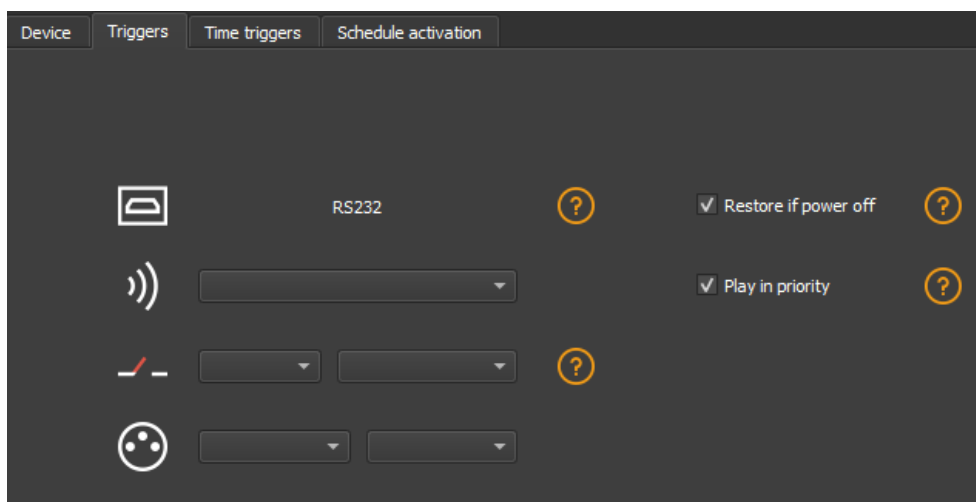 Device Triggers Time triggers Schedule activation
RS232 ? Restore if power off ?
Play in priority ?
?